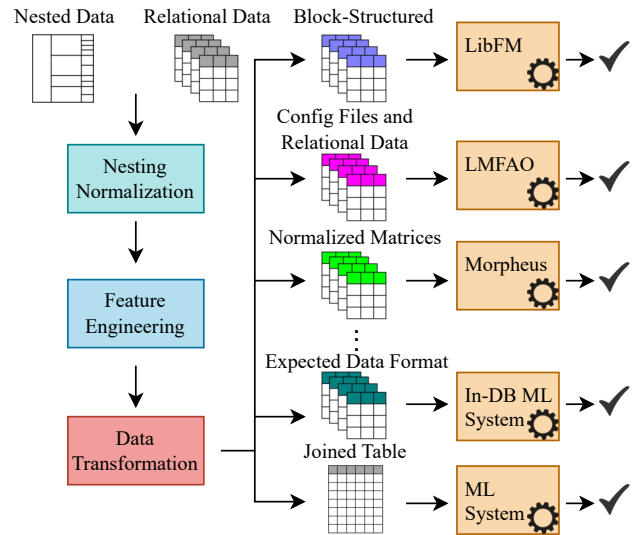 Nested Data
Relational Data
Block-Structured
LibFM
Config Files and
Relational Data
LMFAO
Nesting
Normalization
Normalized Matrices
Morpheus
Feature
Engineering
Expected Data Format
In-DB ML
System
Data
Transformation
Joined Table
ML
System